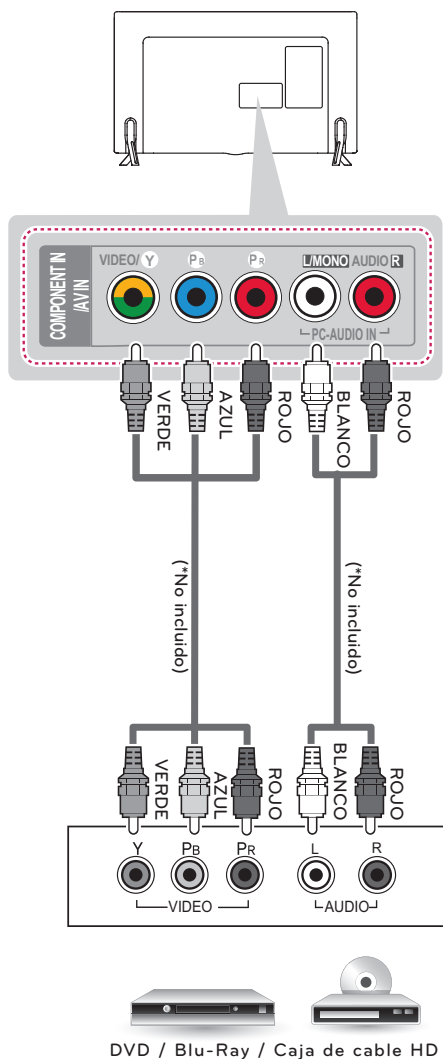 COMPONENT IN
/AV IN
VIDEO/ Y
PB
PR
L/MONO AUDIO R
PC-AUDIO IN
VERDE
AZUL
ROJO
BLANCO
ROJO
(*No incluido)
(*No incluido)
VERDE
AZUL
ROJO
BLANCO
ROJO
Y
PB
PR
L
R
VIDEO
AUDIO
DVD / Blu-Ray / Caja de cable HD